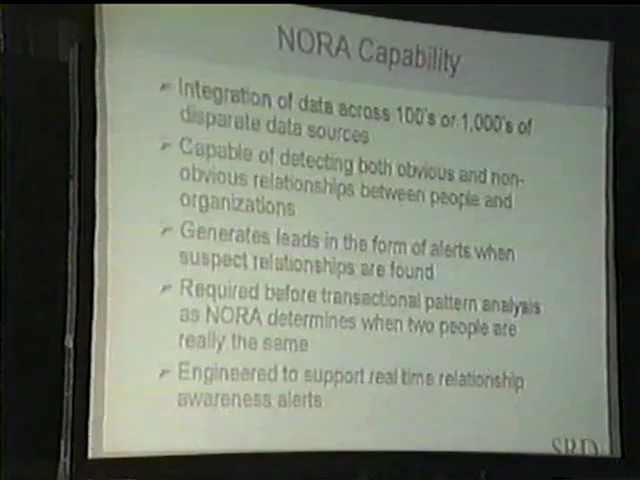 NORA Capability
Integration of data across 100's or 1,000's of
disparate data sources
Capable of detecting both obvious and non-
obvious relationships between people and
organizations
Generates leads in the form of alerts when
suspect relationships are found
Required before transactional pattern analysis
as NORA determines when two people are
really the same
Engineered to support real time relationship
awareness alerts
SRD